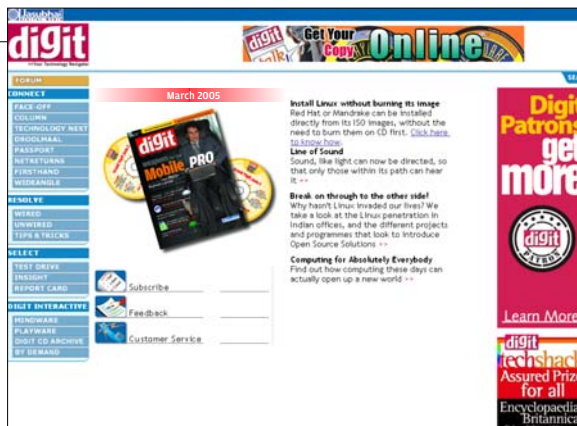 digit
Your Technology Navigator
digit
Get Your
Copy
Online
talk
FORUM
CONNECT
FACE-OFF
COLUMN
TECHNOLOGY NEXT
DROOLMAAL
PASSPORT
NETRETURNS
FIRSTHAND
WIDEANGLE
RESOLVE
WIRED
UNWIRED
TIPS & TRICKS
SELECT
TEST DRIVE
INSIGHT
REPORT CARD
DIGIT INTERACTIVE
MINDWARE
PLAYWARE
DIGIT CD ARCHIVE
BY DEMAND
March 2005
digit
Mobile PRO
Subscribe
Feedback
Customer Service
Install Linux without burning its image
Red Hat or Mandrake can be installed
directly from its ISO images, without the
need to burn them on CD first. Click here
to know how.
Line of Sound
Sound, like light can now be directed, so
that only those within its path can hear
it >>
Break on through to the other side!
Why hasn't Linux invaded our lives? We
take a look at the Linux penetration in
Indian offices, and the different projects
and programmes that look to introduce
Open Source Solutions >>
Computing for Absolutely Everybody
Find out how computing these days can
actually open up a new world >>
SE
Digi
Patrons
get
more
digit
PATRON
Learn More
digit
techshack
Assured Prize
for all
Encyclopaedia
Britannica